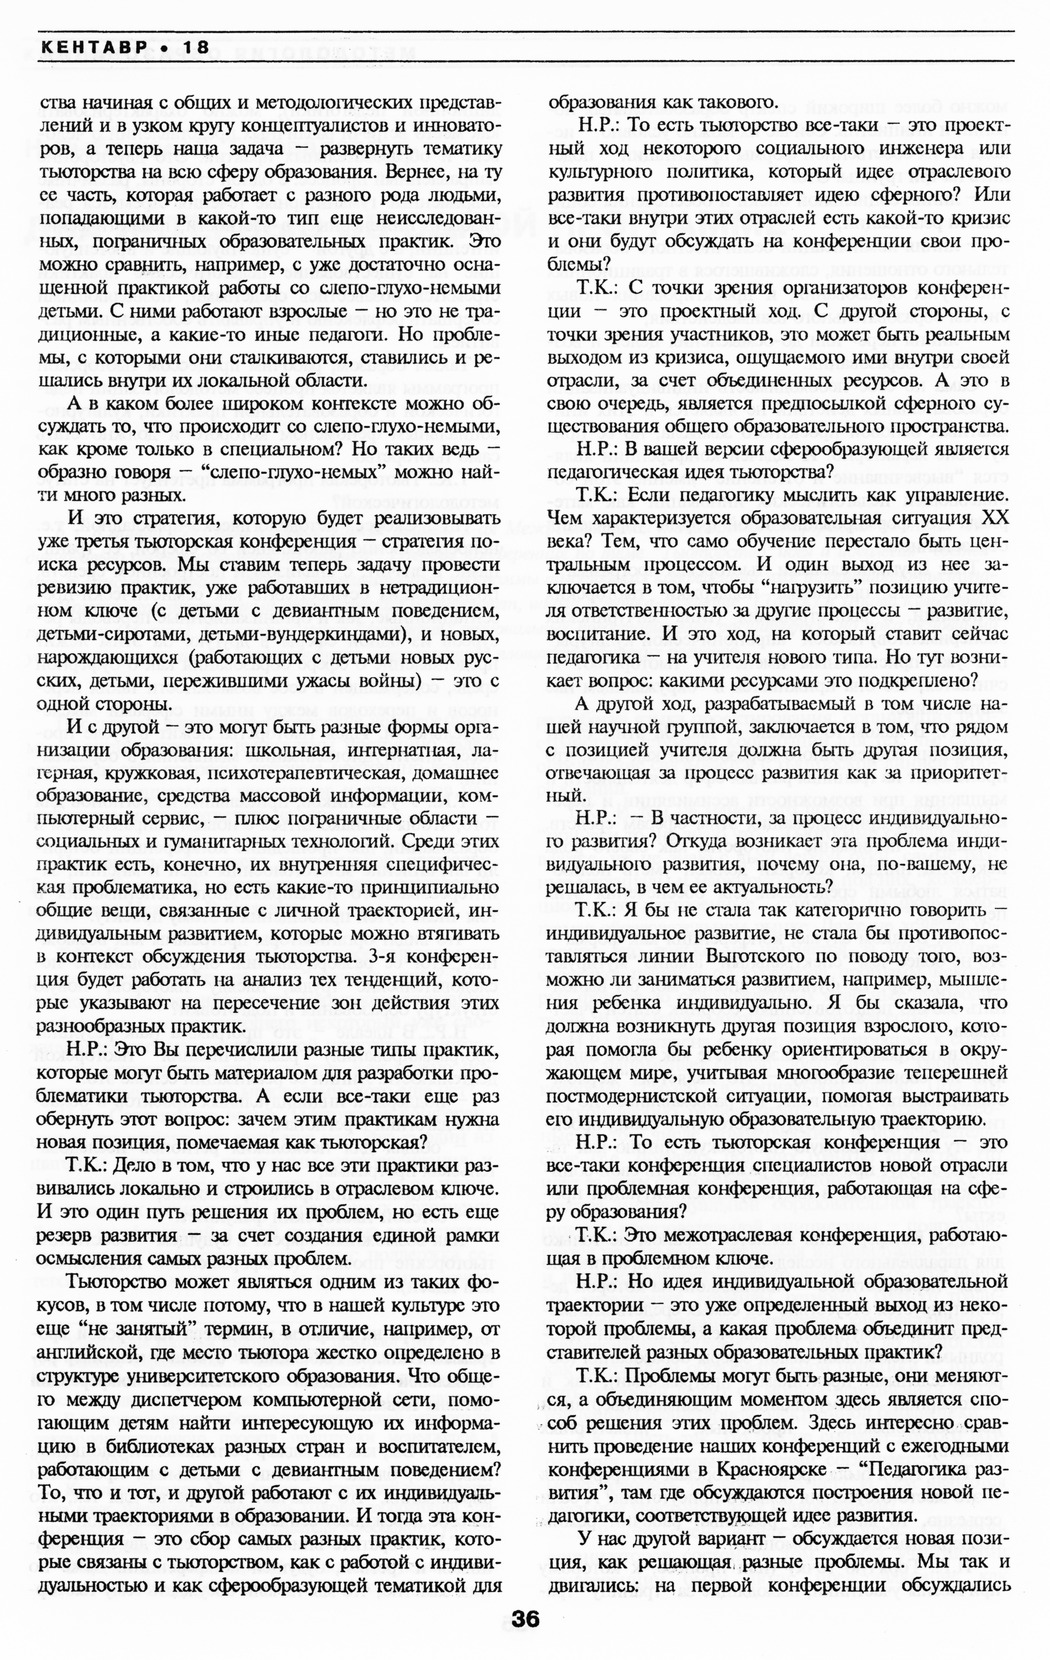 КЕНТАВР • 18
ства начиная с общих и методологических представ-
лений и в узком кругу концептуалистов и инновато-
ров, а теперь наша задача — развернуть тематику
тьюторства на всю сферу образования. Вернее, на ту
ее часть, которая работает с разного рода людьми,
попадающими в какой-то тип еще неисследован-
ных, пограничных образовательных практик. Это
можно сравнить, например, с уже достаточно осна-
щенной практикой работы со слепо-глухо-немыми
детьми. С ними работают взрослые — но это не тра-
диционные, а какие-то иные педагоги. Но пробле-
мы, с которыми они сталкиваются, ставились и ре-
шались внутри их локальной области.
А в каком более широком контексте можно об-
суждать то, что происходит со слепо-глухо-немыми,
как кроме только в специальном? Но таких ведь —
образно говоря — “слепо-глухо-немых” можно най-
ти много разных.
И это стратегия, которую будет реализовывать
уже третья тьюторская конференция — стратегия по-
иска ресурсов. Мы ставим теперь задачу провести
ревизию практик, уже работавших в нетрадицион-
ном ключе (с детьми с девиантным поведением,
детьми-сиротами, детьми-вундеркиндами), и новых,
нарождающихся (работающих с детьми новых рус-
ских, детьми, пережившими ужасы войны) — это с
одной стороны.
И с другой — это могут быть разные формы орга-
низации образования: школьная, интернатная, ла-
герная, кружковая, психотерапевтическая, домашнее
образование, средства массовой информации, ком-
пьютерный сервис, — плюс пограничные области —
социальных и гуманитарных технологий. Среди этих
практик есть, конечно, их внутренняя специфичес-
кая проблематика, но есть какие-то принципиально
общие вещи, связанные с личной траекторией, ин-
дивидуальным развитием, которые можно втягивать
в контекст обсуждения тьюторства. 3-я конферен-
ция будет работать на анализ тех тенденций, кото-
рые указывают на пересечение зон действия этих
разнообразных практик.
Н.Р.: Это Вы перечислили разные типы практик,
которые могут быть материалом для разработки про-
блематики тьюторства. А если все-таки еще раз
обернуть этот вопрос: зачем этим практикам нужна
новая позиция, помечаемая как тьюторская?
Т.К.: Дело в том, что у нас все эти практики раз-
вивались локально и строились в отраслевом ключе.
И это один путь решения их проблем, но есть еще
резерв развития — за счет создания единой рамки
осмысления самых разных проблем.
Тьюторство может являться одним из таких фо-
кусов, в том числе потому, что в нашей культуре это
еще “не занятый” термин, в отличие, например, от
английской, где место тьютора жестко определено в
структуре университетского образования. Что обще-
го между диспетчером компьютерной сети, помо-
гающим детям найти интересующую их информа-
цию в библиотеках разных стран и воспитателем,
работающим с детьми с девиантным поведением?
То, что и тот, и другой работают с их индивидуаль-
ными траекториями в образовании. И тогда эта кон-
ференция — это сбор самых разных практик, кото-
рые связаны с тьюторством, как с работой с индиви-
дуальностью и как сферообразующей тематикой для
образования как такового.
Н.Р.: То есть тьюторство все-таки — это проект-
ный ход некоторого социального инженера или
культурного политика, который идее отраслевого
развития противопоставляет идею сферного? Или
все-таки внутри этих отраслей есть какой-то кризис
и они будут обсуждать на конференции свои про-
блемы?
Т.К.: С точки зрения организаторов конферен-
ции — это проектный ход. С другой стороны, с
точки зрения участников, это может быть реальным
выходом из кризиса, ощущаемого ими внутри своей
отрасли, за счет объединенных ресурсов. А это в
свою очередь, является предпосылкой сферного су-
ществования общего образовательного пространства.
Н.Р.: В вашей версии сферообразующей является
педагогическая идея тьюторства?
Т.К.: Если педагогику мыслить как управление.
Чем характеризуется образовательная ситуация XX
века? Тем, что само обучение перестало быть цен-
тральным процессом. И один выход из нее за-
ключается в том, чтобы “нагрузить” позицию учите-
ля ответственностью за другие процессы — развитие,
воспитание. И это ход, на который ставит сейчас
педагогика — на учителя нового типа. Но тут возни-
кает вопрос: какими ресурсами это подкреплено?
А другой ход, разрабатываемый в том числе на-
шей научной группой, заключается в том, что рядом
с позицией учителя должна быть другая позиция,
отвечающая за процесс развития как за приоритет-
ный.
Н.Р.: — В частности, за процесс индивидуально-
го развития? Откуда возникает эта проблема инди-
видуального развития, почему она, по-вашему, не
решалась, в чем ее актуальность?
Т.К.: Я бы не стала так категорично говорить —
индивидуальное развитие, не стала бы противопос-
тавляться линии Выготского по поводу того, воз-
можно ли заниматься развитием, например, мышле-
ния ребенка индивидуально. Я бы сказала, что
должна возникнуть другая позиция взрослого, кото-
рая помогла бы ребенку ориентироваться в окру-
жающем мире, учитывая многообразие теперешней
постмодернистской ситуации, помогая выстраивать
его индивидуальную образовательную траекторию.
Н.Р.: То есть тьюторская конференция — это
все-таки конференция специалистов новой отрасли
или проблемная конференция, работающая на сфе-
ру образования?
Т.К.: Это межотраслевая конференция, работаю-
щая в проблемном ключе.
Н.Р.: Но идея индивидуальной образовательной
траектории — это уже определенный выход из неко-
торой проблемы, а какая проблема объединит пред-
ставителей разных образовательных практик?
Т.К.: Проблемы могут быть разные, они меняют-
ся, а объединяющим моментом здесь является спо-
соб решения этих проблем. Здесь интересно срав-
нить проведение наших конференций с ежегодными
конференциями в Красноярске — “Педагогика раз-
вития”, там где обсуждаются построения новой пе-
дагогики, соответствующей идее развития.
У нас другой вариант — обсуждается новая пози-
ция, как решающая разные проблемы. Мы так и
двигались: на первой конференции обсуждались
36